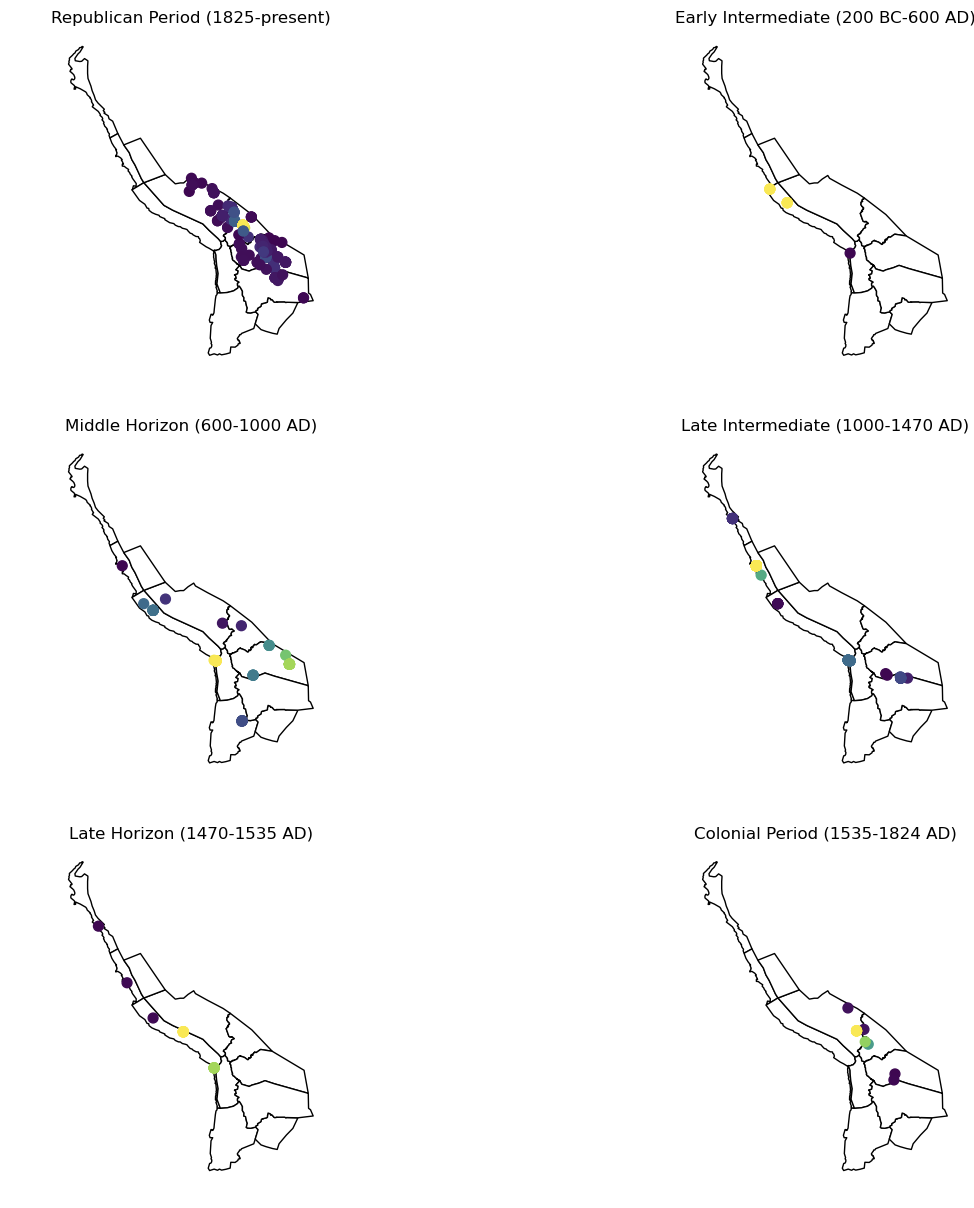 Republican Period (1825-present)
Early Intermediate (200 BC-600 AD)
Middle Horizon (600-1000 AD)
Late Intermediate (1000-1470 AD)
Late Horizon (1470-1535 AD)
Colonial Period (1535-1824 AD)